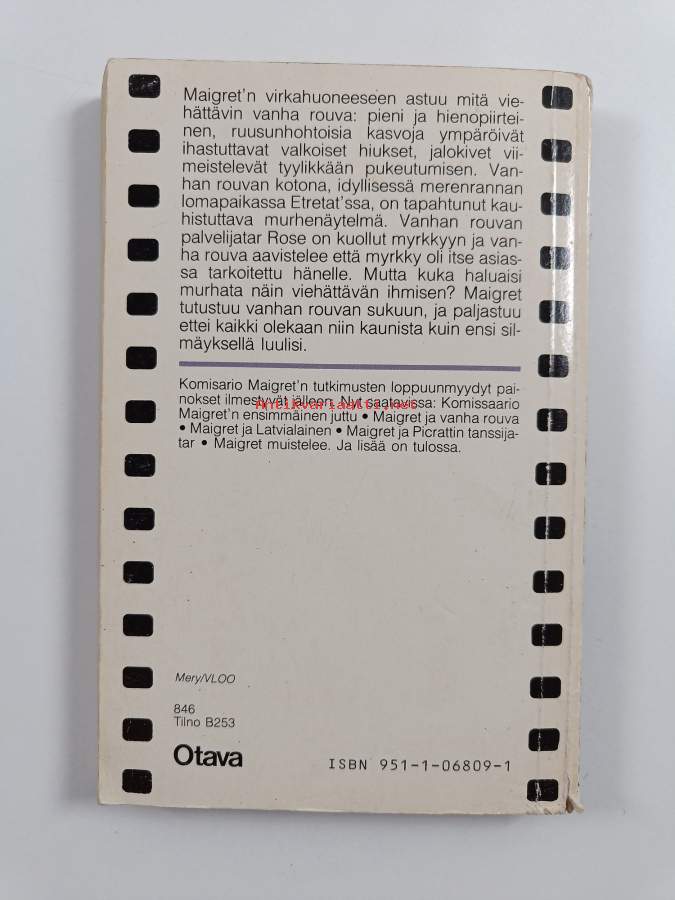 Maigret'n virkahuoneeseen astuu mitä vie-
hättävin vanha rouva: pieni ja hienopiirtei-
nen, ruusunhohtoisia kasvoja ympäröivät
ihastuttavat valkoiset hiukset, jalokivet vii-
meistelevät tyylikkään pukeutumisen. Van-
han rouvan kotona, idyllisessä merenrannan
lomapaikassa Etretat'ssa, on tapahtunut kau-
histuttava murhenäytelmä. Vanhan rouvan
palvelijatar Rose on kuollut myrkkyyn ja van-
ha rouva aavistelee että myrkky oli itse asias-
sa tarkoitettu hänelle. Mutta kuka haluaisi
murhata näin viehättävän ihmisen? Maigret
tutustuu vanhan rouvan sukuun, ja paljastuu
ettei kaikki olekaan niin kaunista kuin ensi sil-
mäyksellä luulisi.
Komisario Maigret'n tutkimusten loppuunmyydyt pai-
nokset ilmestyvät jälleen. Nyt saatavissa: Komissaario
Antikvariaatti.net
Maigret'n ensimmäinen juttu • Maigret ja vanha rouva
• Maigret ja Latvialainen • Maigret ja Picrattin tanssija-
tar • Maigret muistelee. Ja lisää on tulossa.
Mery/VLOO
846
Tilno B253
Otava
ISBN 951-1-06809-1